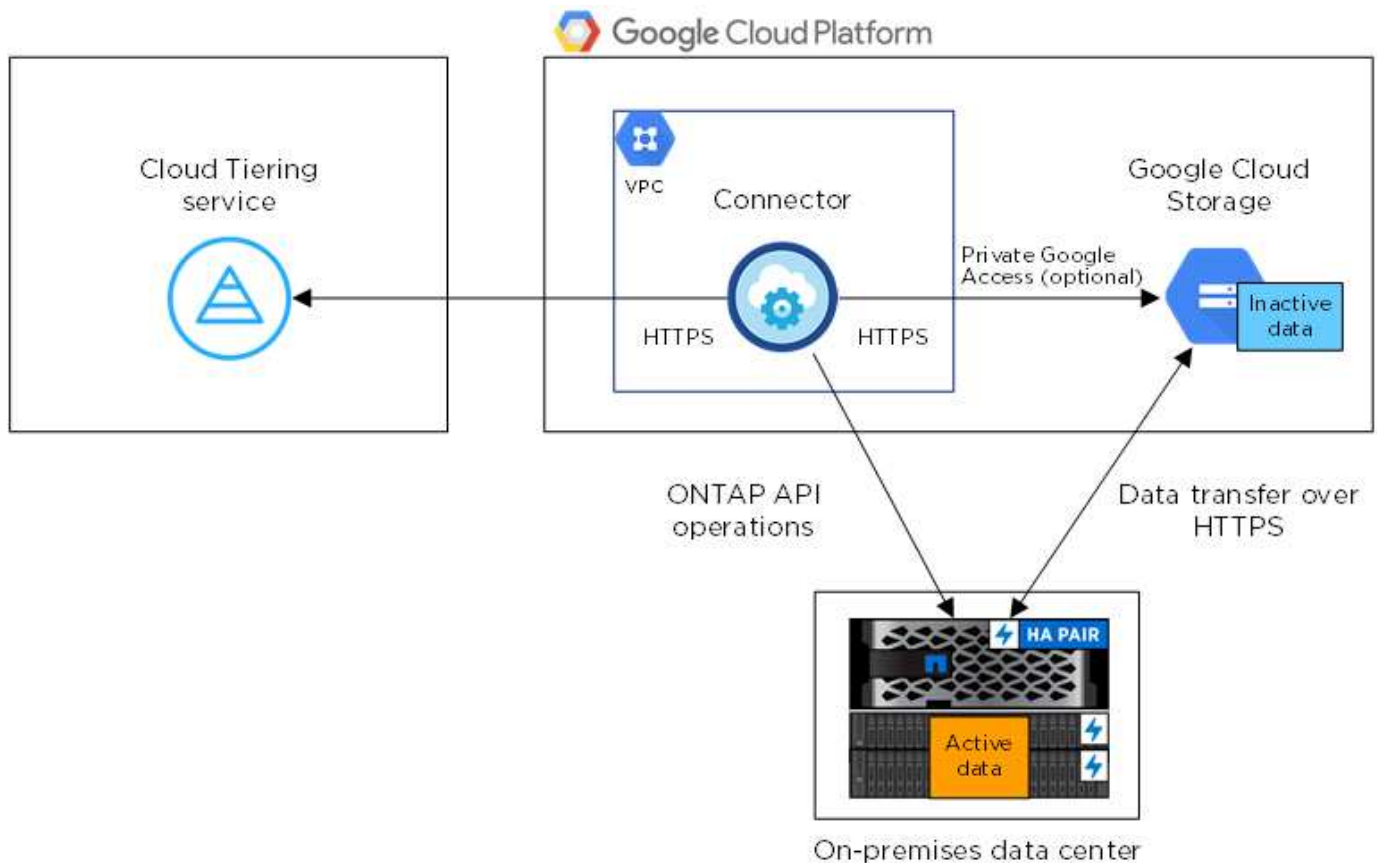 Google Cloud Platform
Cloud Tiering
service
VPC
Connector
Google Cloud
Storage
Private Google
Access (optional)
HTTPS
HTTPS
Inactive
data
ONTAP API
operations
Data transfer over
HTTPS
HA PAIR
Active
data
On-premises data center